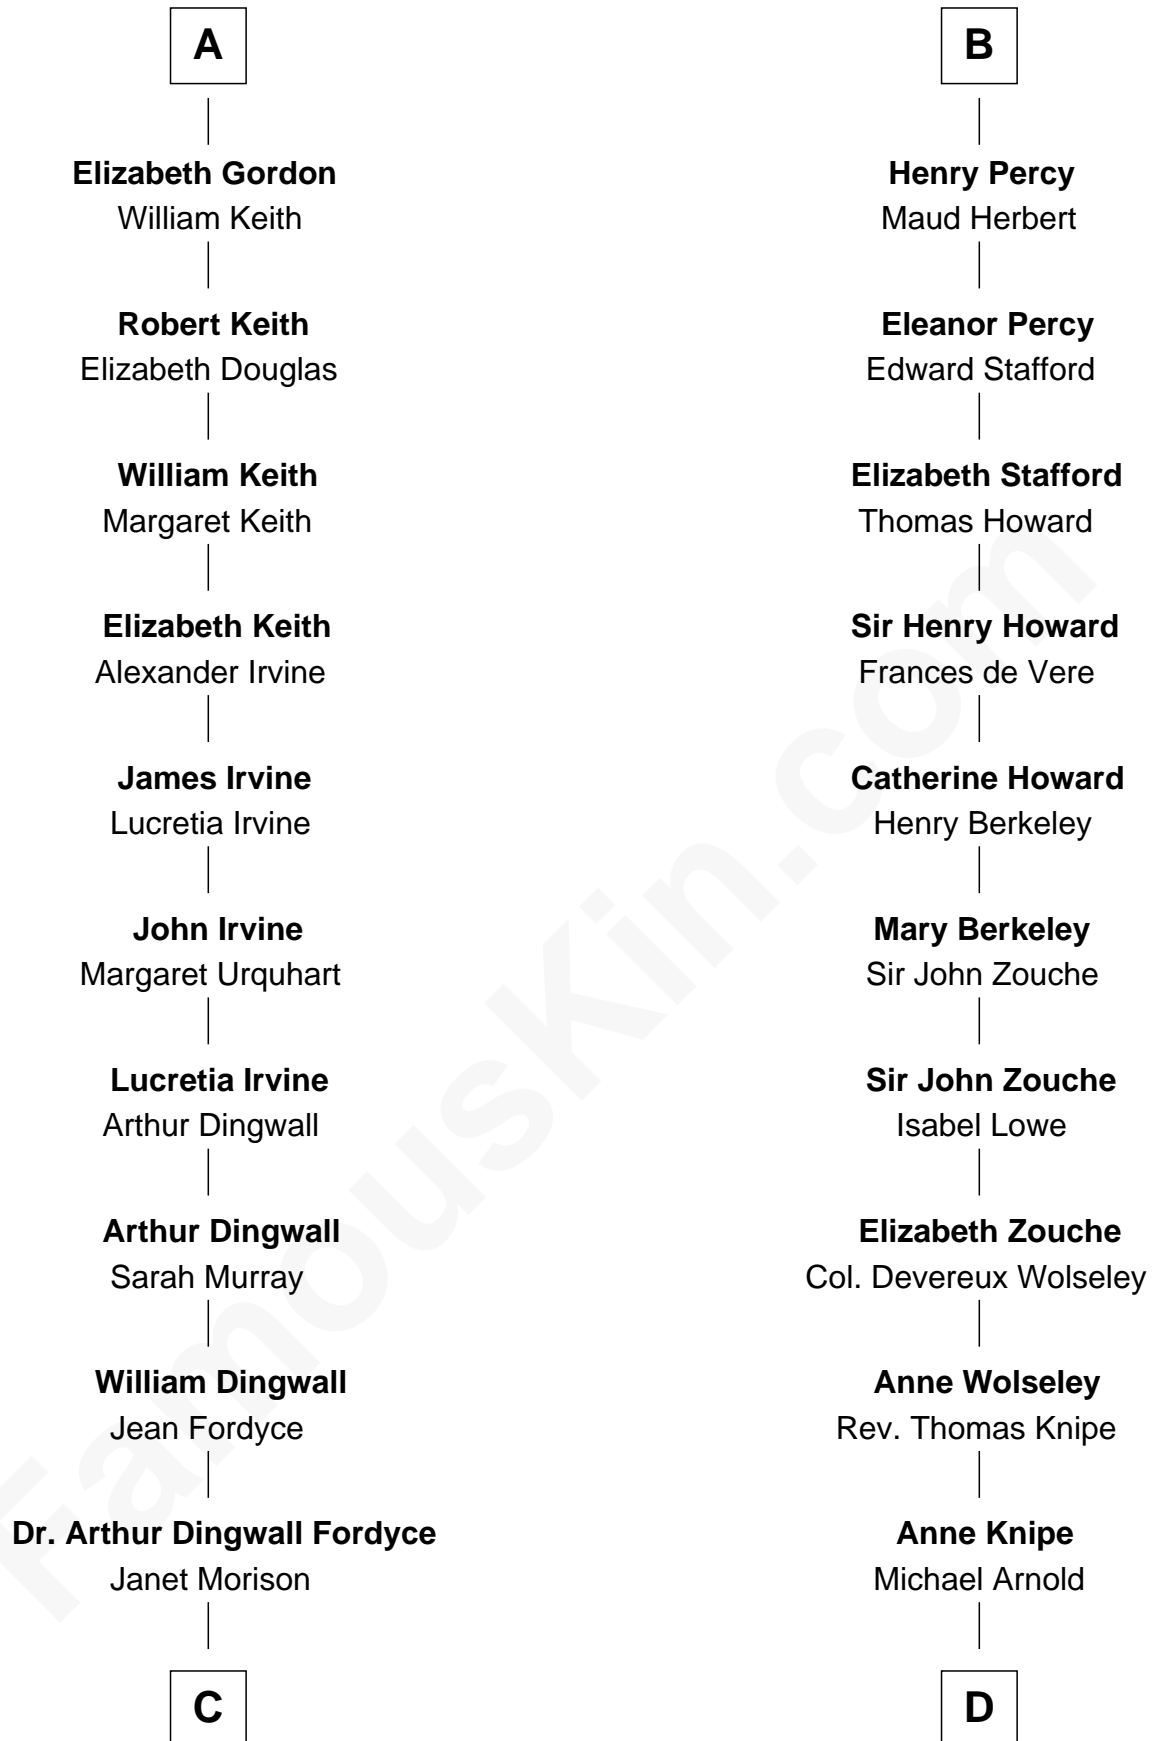 A
Elizabeth Gordon
William Keith
Robert Keith
Elizabeth Douglas
William Keith
Margaret Keith
Elizabeth Keith
Alexander Irvine
James Irvine
Lucretia Irvine
John Irvine
Margaret Urquhart
Lucretia Irvine
Arthur Dingwall
Arthur Dingwall
Sarah Murray
William Dingwall
Jean Fordyce
Dr. Arthur Dingwall Fordyce
Janet Morison
C
B
Henry Percy
Maud Herbert
Eleanor Percy
Edward Stafford
Elizabeth Stafford
Thomas Howard
Sir Henry Howard
Frances de Vere
Catherine Howard
Henry Berkeley
Mary Berkeley
Sir John Zouche
Sir John Zouche
Isabel Lowe
Elizabeth Zouche
Col. Devereux Wolseley
Anne Wolseley
Rev. Thomas Knipe
Anne Knipe
Michael Arnold
D
FamousKin.com